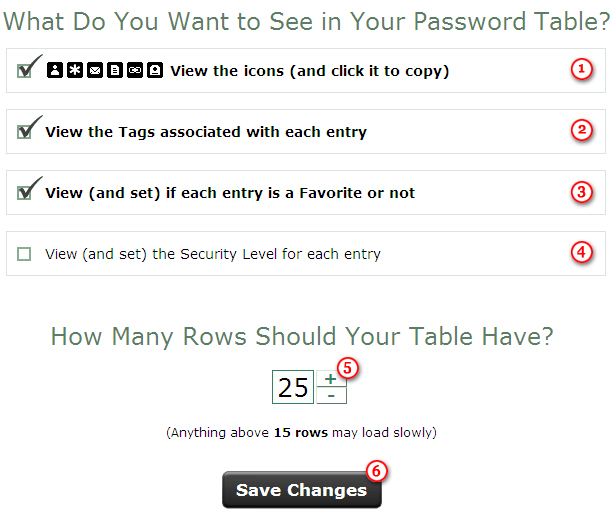 What Do You Want to See in Your Password Table?
View the icons (and click it to copy) 1
View the Tags associated with each entry 2
View (and set) if each entry is a Favorite or not 3
View (and set) the Security Level for each entry 4
How Many Rows Should Your Table Have?
25 + - 5
(Anything above 15 rows may load slowly)
Save Changes 6